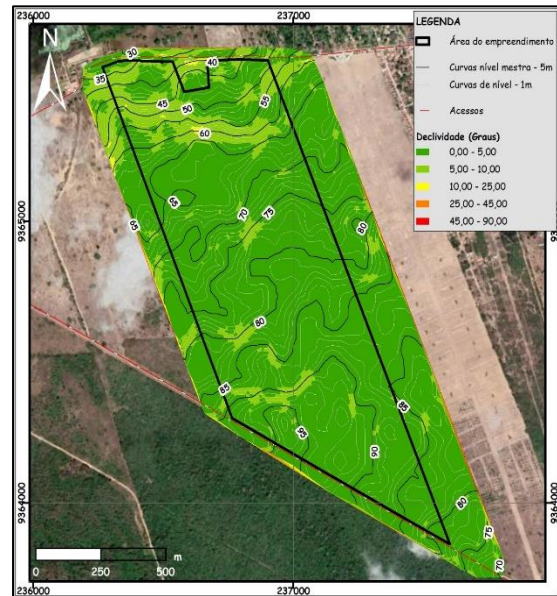 236000
237000
N
LEGENDA
Área do empreendimento
Curvas nível mestra - 5m
Curvas de nível - 1m
Acessos
Declividade (Graus)
0,00 - 5,00
5,00 - 10,00
10,00 - 25,00
25,00 - 45,00
45,00 - 90,00
30
35
40
45
50
55
60
65
65
70
75
80
9365000
80
85
85
95
90
80
75
70
9364000
9364000
0
250
500
m
236000
237000